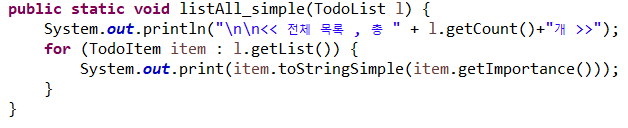 public static void listAll_simple(TodoList l) {
    System.out.println("\n\n<< 전체 목록 , 총 " + l.getCount()+"개 >>");
    for (TodoItem item : l.getList()) {
        System.out.print(item.toStringSimple(item.getImportance()));
    }
}